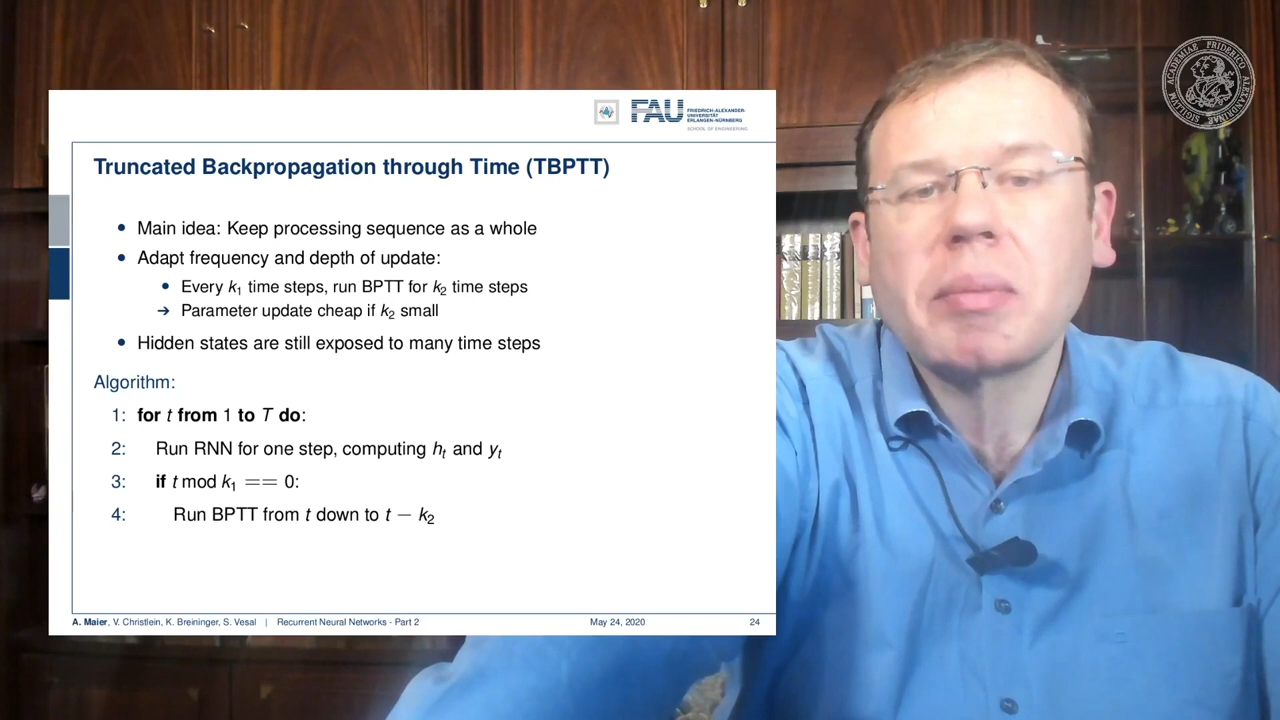 FAU
FRIEDRICH-ALEXANDER-
UNIVERSITÄT
ERLANGEN-NÜRNBERG
SCHOOL OF ENGINEERING
Truncated Backpropagation through Time (TBPTT)
• Main idea: Keep processing sequence as a whole
• Adapt frequency and depth of update:
• Every k₁ time steps, run BPTT for k₂ time steps
→ Parameter update cheap if k₂ small
• Hidden states are still exposed to many time steps
Algorithm:
1: for t from 1 to T do:
2: Run RNN for one step, computing hₜ and yₜ
3: if t mod k₁ == 0:
4: Run BPTT from t down to t − k₂
A. Maier, V. Christlein, K. Breininger, S. Vesal | Recurrent Neural Networks - Part 2 May 24, 2020 24